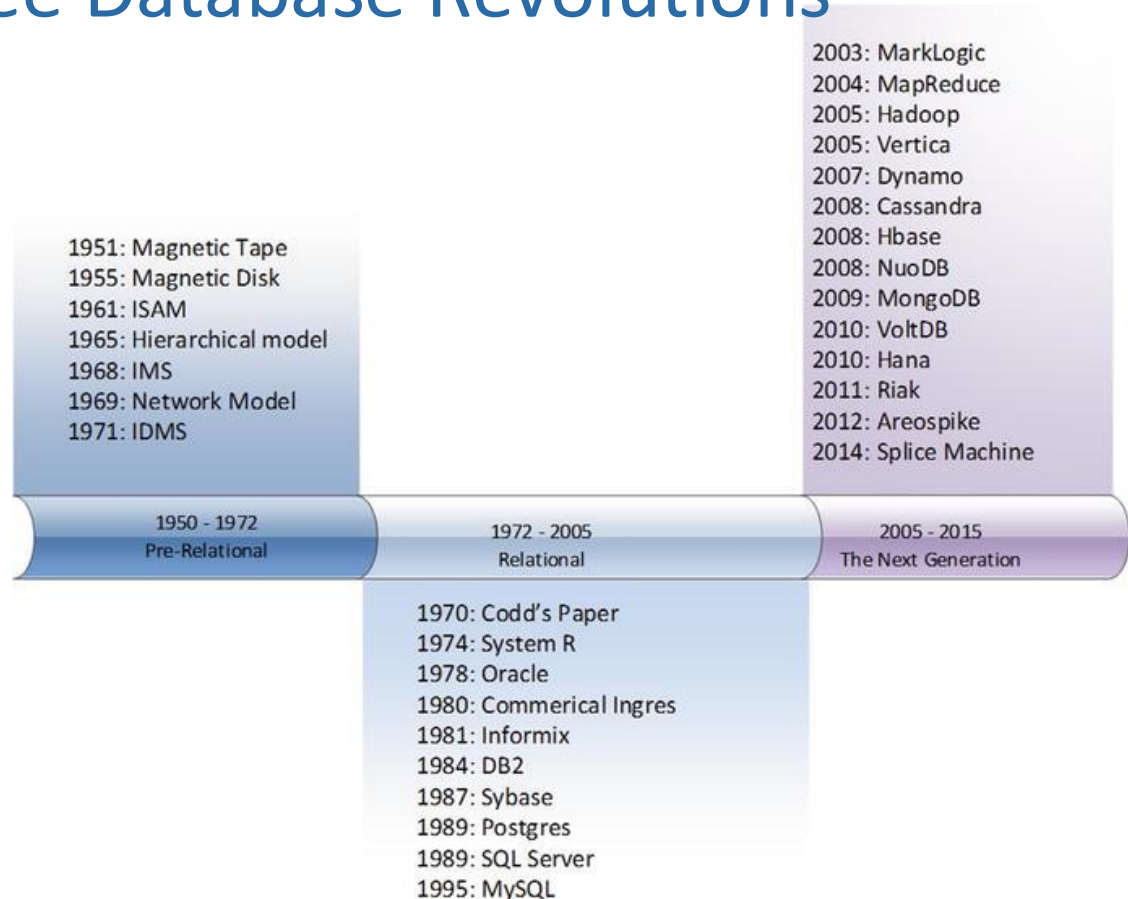 ee Database Revolutions
2003: MarkLogic
2004: MapReduce
2005: Hadoop
2005: Vertica
2007: Dynamo
2008: Cassandra
2008: Hbase
2008: NuoDB
2009: MongoDB
2010: VoltDB
2010: Hana
2011: Riak
2012: Areospike
2014: Splice Machine
1951: Magnetic Tape
1955: Magnetic Disk
1961: ISAM
1965: Hierarchical model
1968: IMS
1969: Network Model
1971: IDMS
1950 - 1972
Pre-Relational
1972 - 2005
Relational
2005 - 2015
The Next Generation
1970: Codd’s Paper
1974: System R
1978: Oracle
1980: Commerical Ingres
1981: Informix
1984: DB2
1987: Sybase
1989: Postgres
1989: SQL Server
1995: MySQL